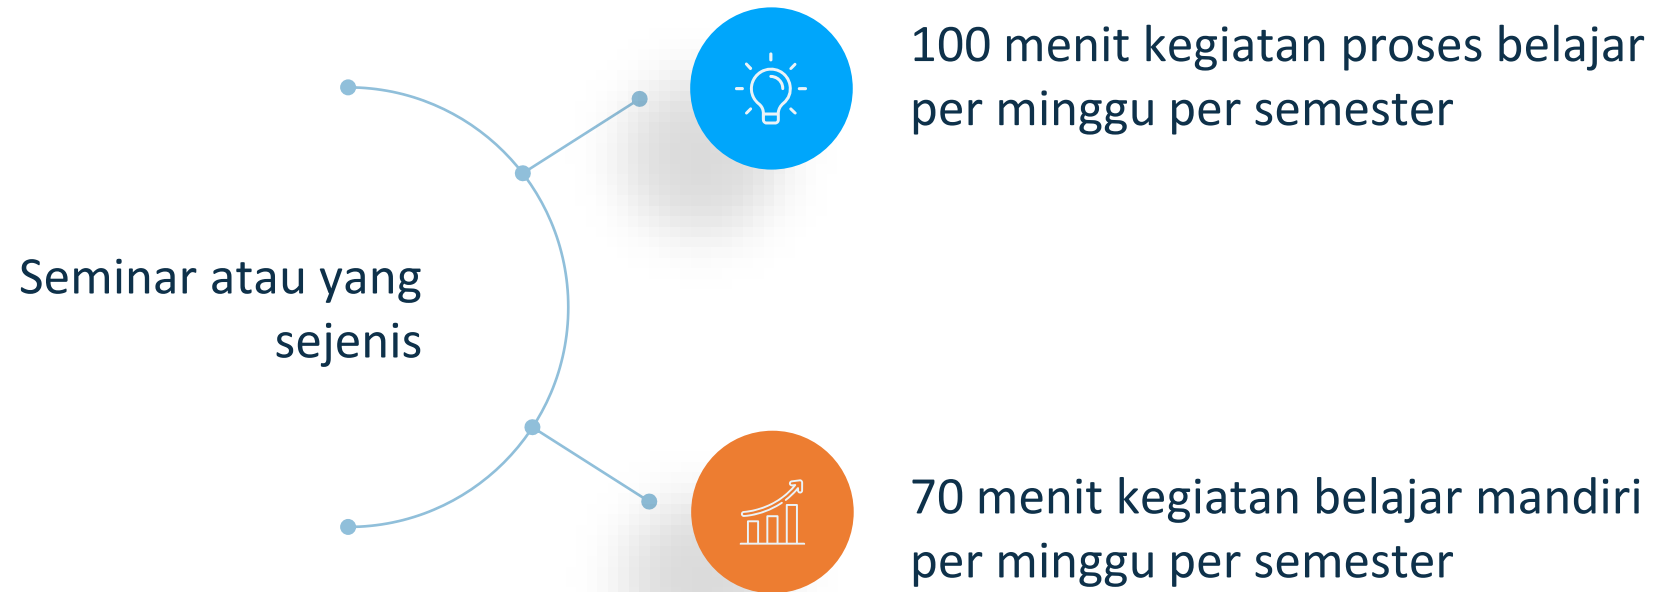 Seminar atau yang
sejenis
100 menit kegiatan proses belajar
per minggu per semester
70 menit kegiatan belajar mandiri
per minggu per semester